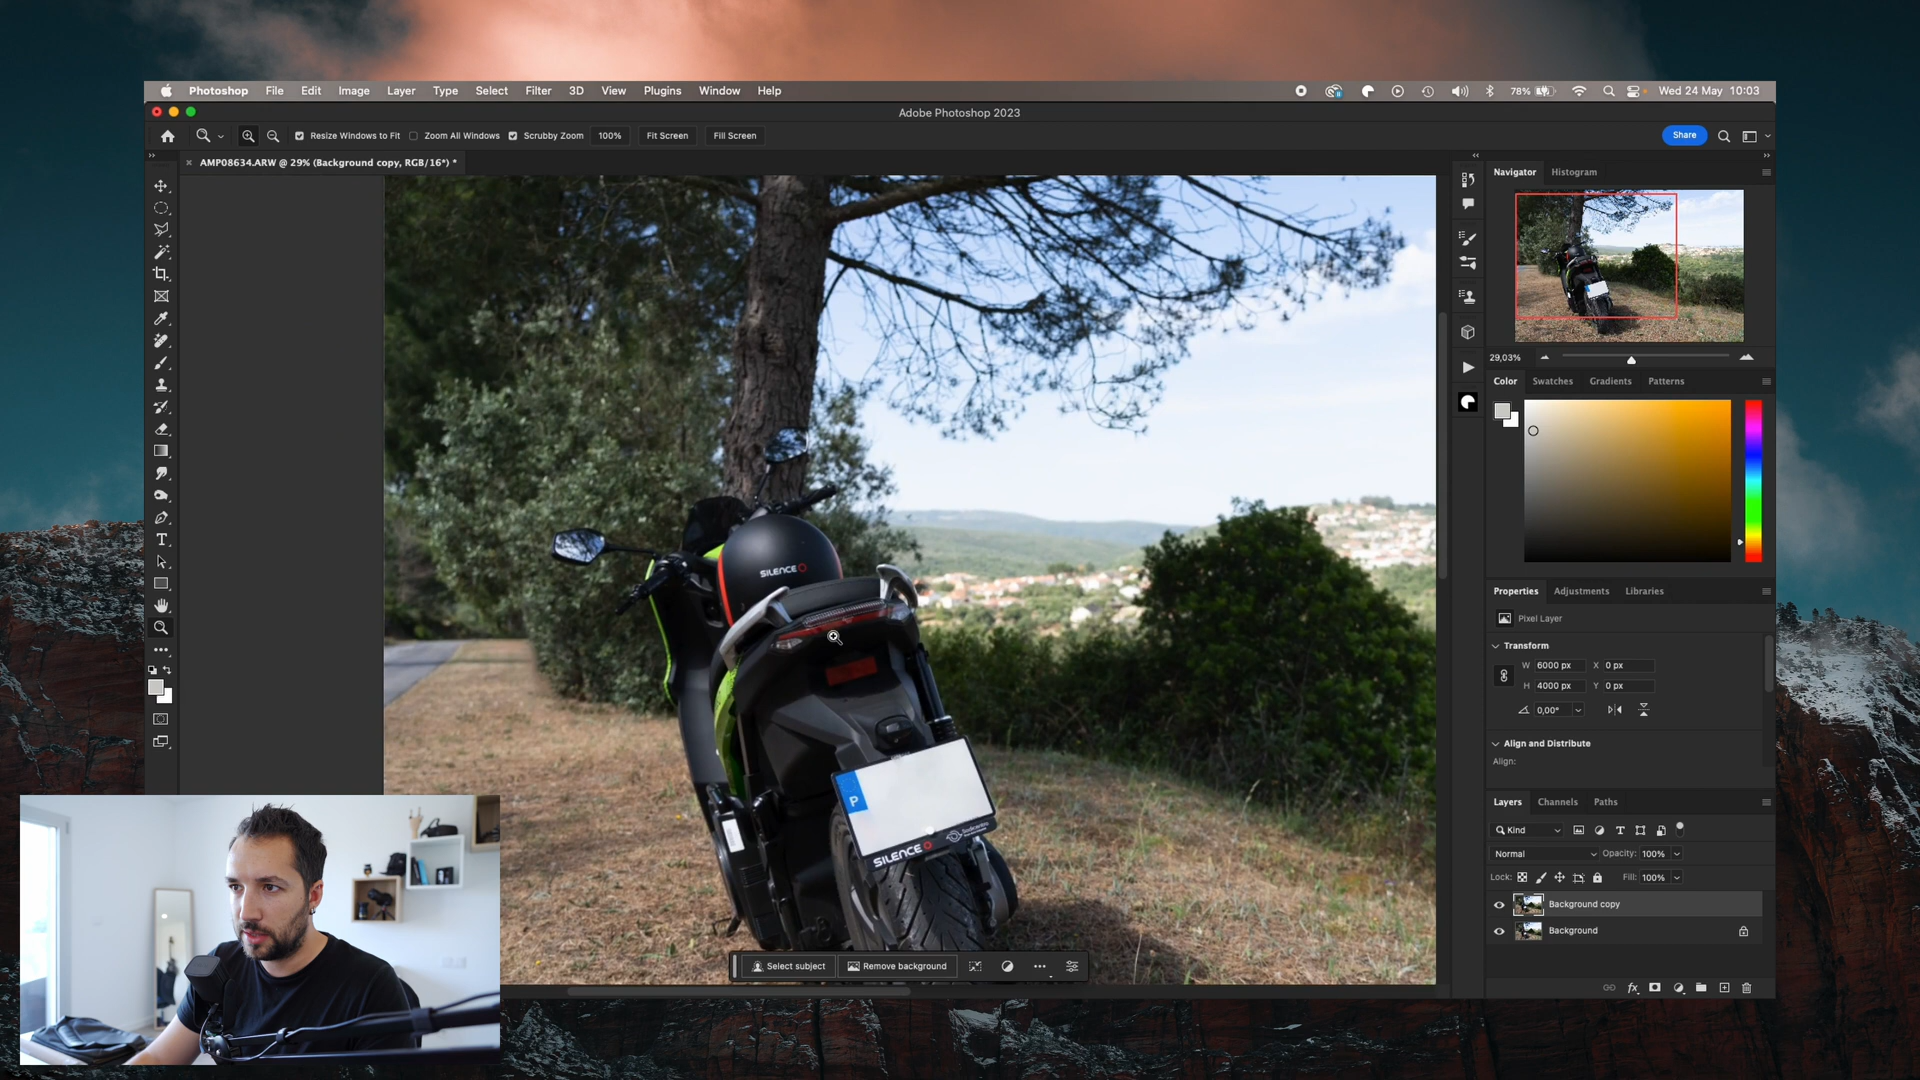 Photoshop File Edit Image Layer Type Select Filter 3D View Plugins Window Help 78% Wed 24 May 10:03
Adobe Photoshop 2023
Resize Windows to Fit Zoom All Windows Scrubby Zoom 100% Fit Screen Fill Screen Share
AMP08634.ARW @ 29% (Background copy, RGB/16*) *
Navigator Histogram
29,03%
Color Swatches Gradients Patterns
SILENCE
Properties Adjustments Libraries
Pixel Layer
Transform
W 6000 px X 0 px
H 4000 px Y 0 px
0,00°
Align and Distribute
Align:
P
SILENCE
Layers Channels Paths
Kind
Normal Opacity: 100%
Lock: Fill: 100%
Background copy
Background
Select subject Remove background
fx